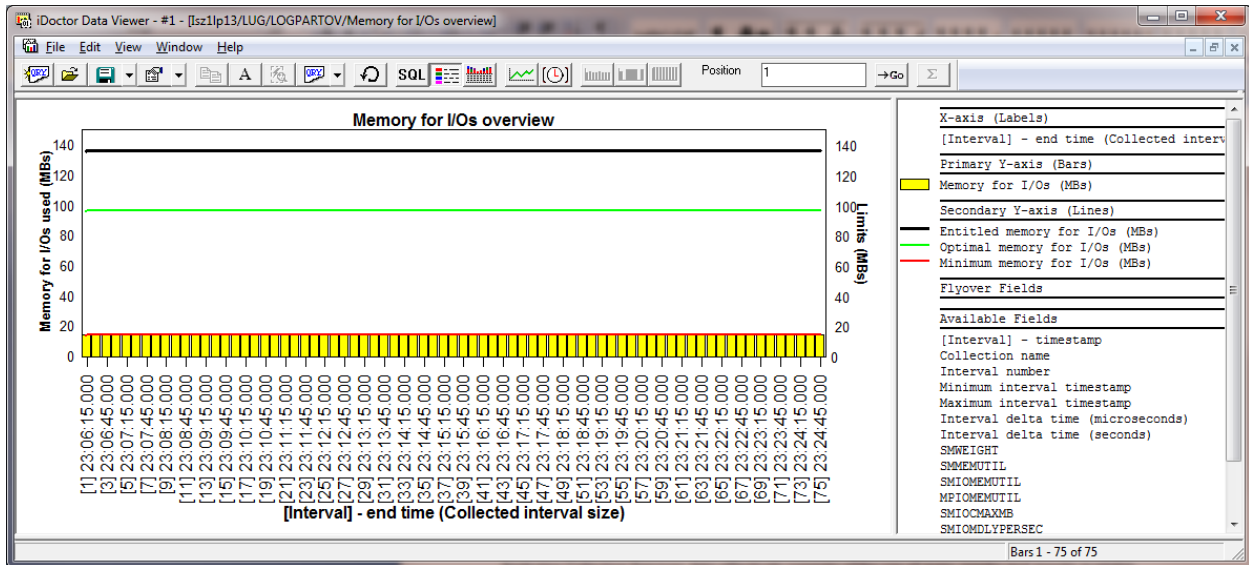 iDoctor Data Viewer - #1 - [Isz1lp13/LUG/LOGPARTOV/Memory for I/Os overview]
File Edit View Window Help
QRY A QRY SQL Position 1 →Go Σ
Memory for I/Os overview
Memory for I/Os used (MBs)
140
120
100
80
60
40
20
0
140
120
100
80
60
40
20
0
Limits (MBs)
[1] 23:06:15.000
[3] 23:06:45.000
[5] 23:07:15.000
[7] 23:07:45.000
[9] 23:08:15.000
[11] 23:08:45.000
[13] 23:09:15.000
[15] 23:09:45.000
[17] 23:10:15.000
[19] 23:10:45.000
[21] 23:11:15.000
[23] 23:11:45.000
[25] 23:12:15.000
[27] 23:12:45.000
[29] 23:13:15.000
[31] 23:13:45.000
[33] 23:14:15.000
[35] 23:14:45.000
[37] 23:15:15.000
[39] 23:15:45.000
[41] 23:16:15.000
[43] 23:16:45.000
[45] 23:17:15.000
[47] 23:17:45.000
[49] 23:18:15.000
[51] 23:18:45.000
[53] 23:19:15.000
[55] 23:19:45.000
[57] 23:20:15.000
[59] 23:20:45.000
[61] 23:21:15.000
[63] 23:21:45.000
[65] 23:22:15.000
[67] 23:22:45.000
[69] 23:23:15.000
[71] 23:23:45.000
[73] 23:24:15.000
[75] 23:24:45.000
[Interval] - end time (Collected interval size)
X-axis (Labels)
[Interval] - end time (Collected interv
Primary Y-axis (Bars)
Memory for I/Os (MBs)
Secondary Y-axis (Lines)
Entitled memory for I/Os (MBs)
Optimal memory for I/Os (MBs)
Minimum memory for I/Os (MBs)
Flyover Fields
Available Fields
[Interval] - timestamp
Collection name
Interval number
Minimum interval timestamp
Maximum interval timestamp
Interval delta time (microseconds)
Interval delta time (seconds)
SMWEIGHT
SMMEMUTIL
SMIOMEMUTIL
MPIOMEMUTIL
SMIOCMAXMB
SMIOMDLYPERSEC
Bars 1 - 75 of 75